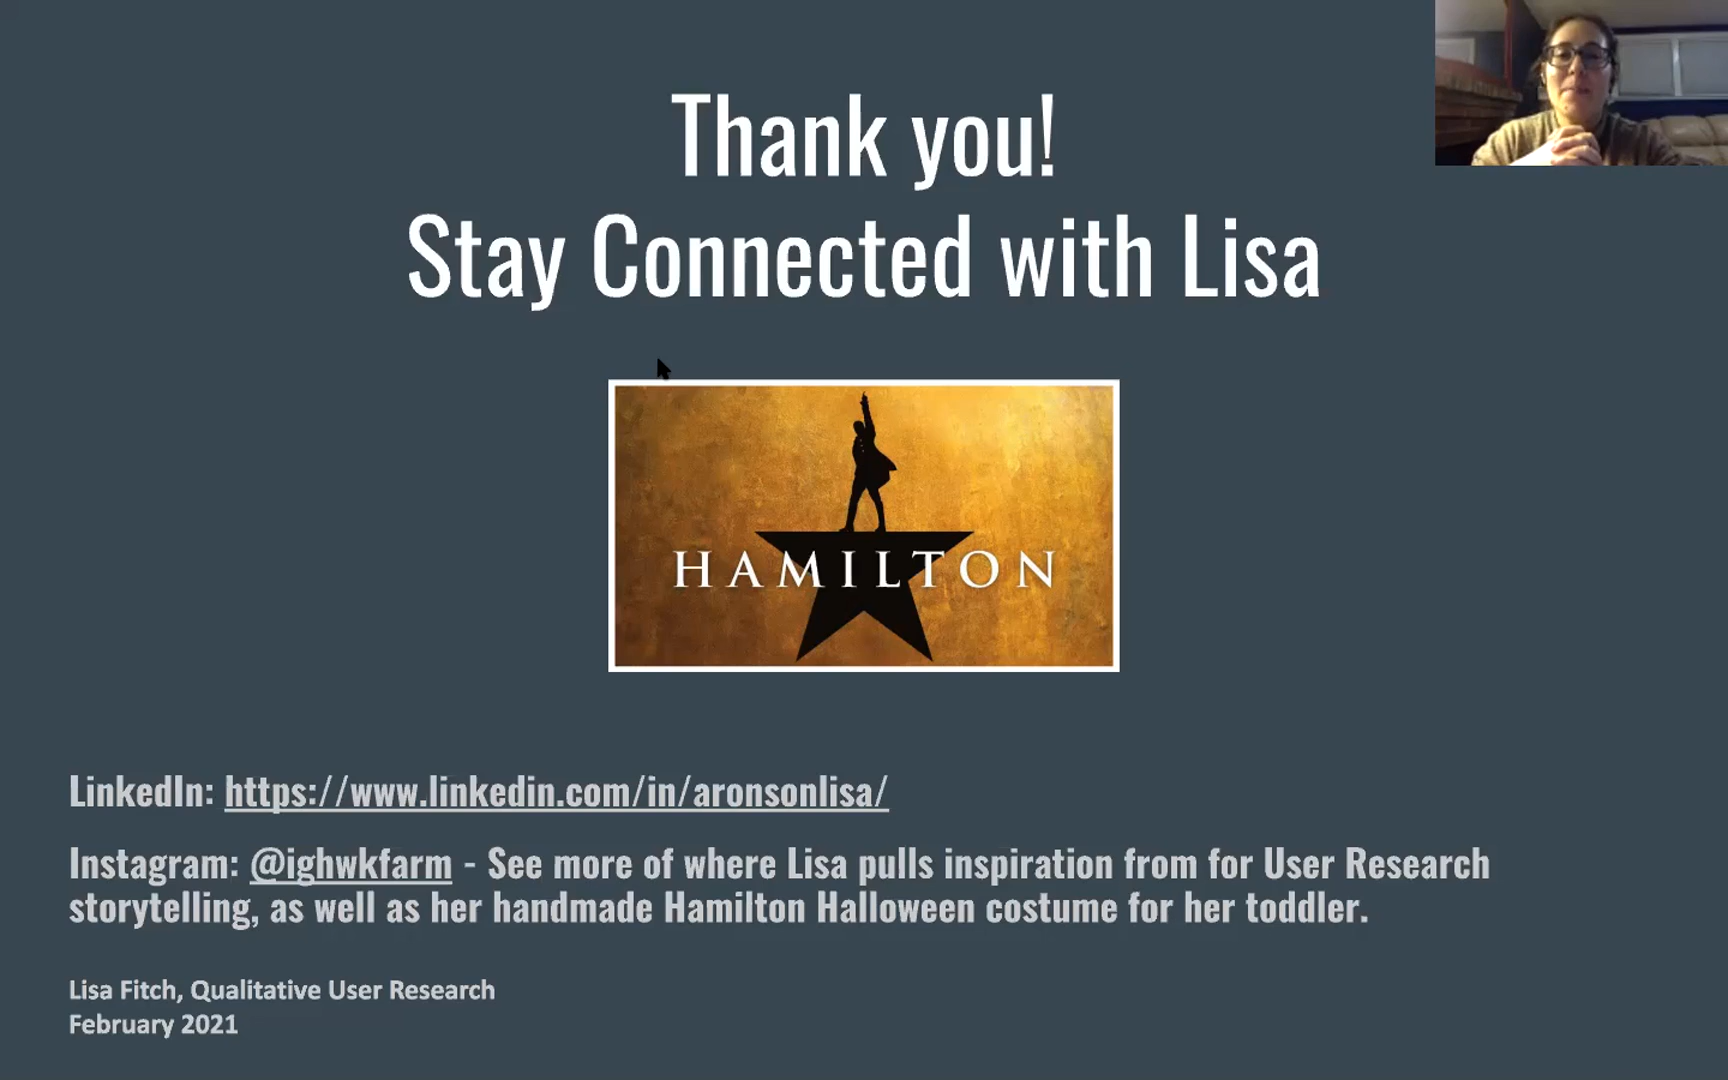 Thank you!
Stay Connected with Lisa
HAMILTON
LinkedIn: https://www.linkedin.com/in/aronsonlisa/
Instagram: @ighwkfarm - See more of where Lisa pulls inspiration from for User Research
storytelling, as well as her handmade Hamilton Halloween costume for her toddler.
Lisa Fitch, Qualitative User Research
February 2021